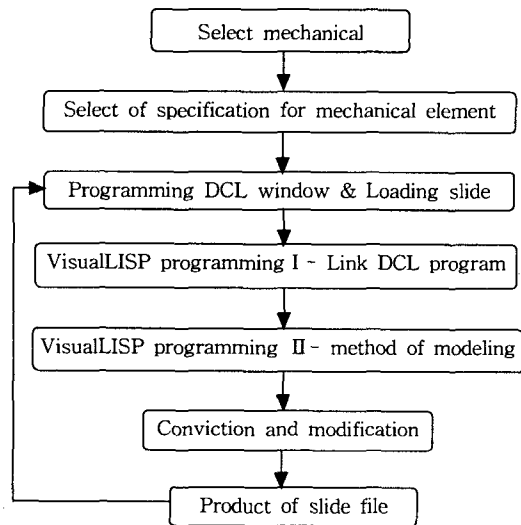 Select mechanical
Select of specification for mechanical element
Programming DCL window & Loading slide
VisualLISP programming I - Link DCL program
VisualLISP programming II - method of modeling
Conviction and modification
Product of slide file